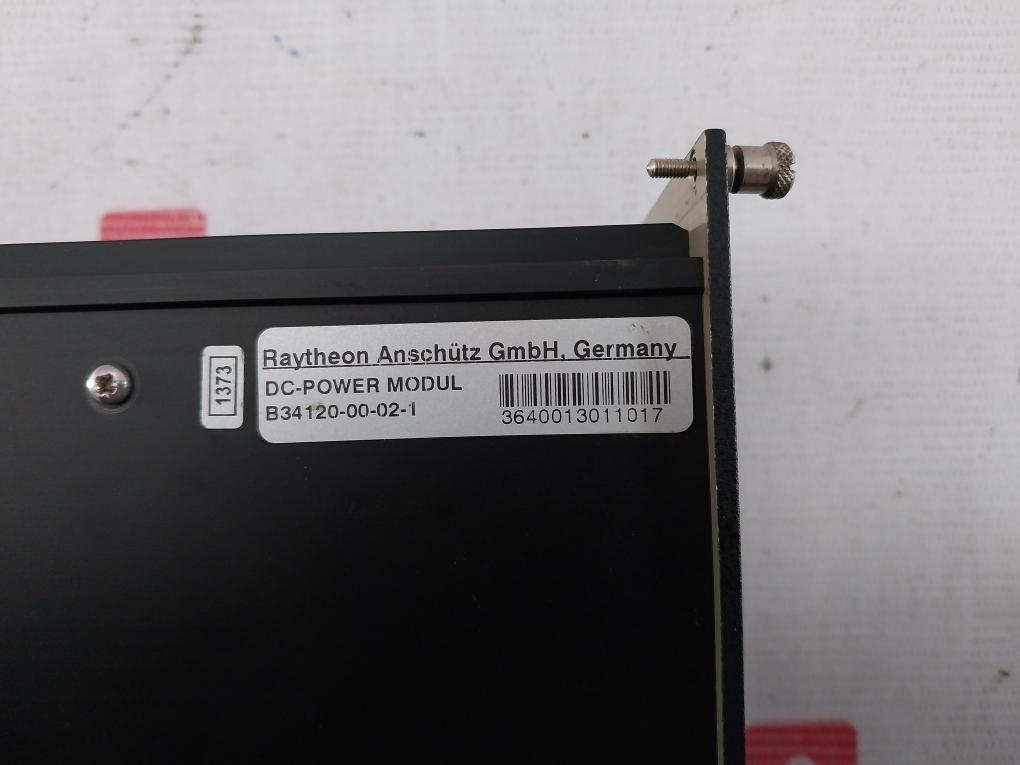 1373
Raytheon Anschütz GmbH, Germany
DC-POWER MODUL
B34120-00-02-1
3640013011017